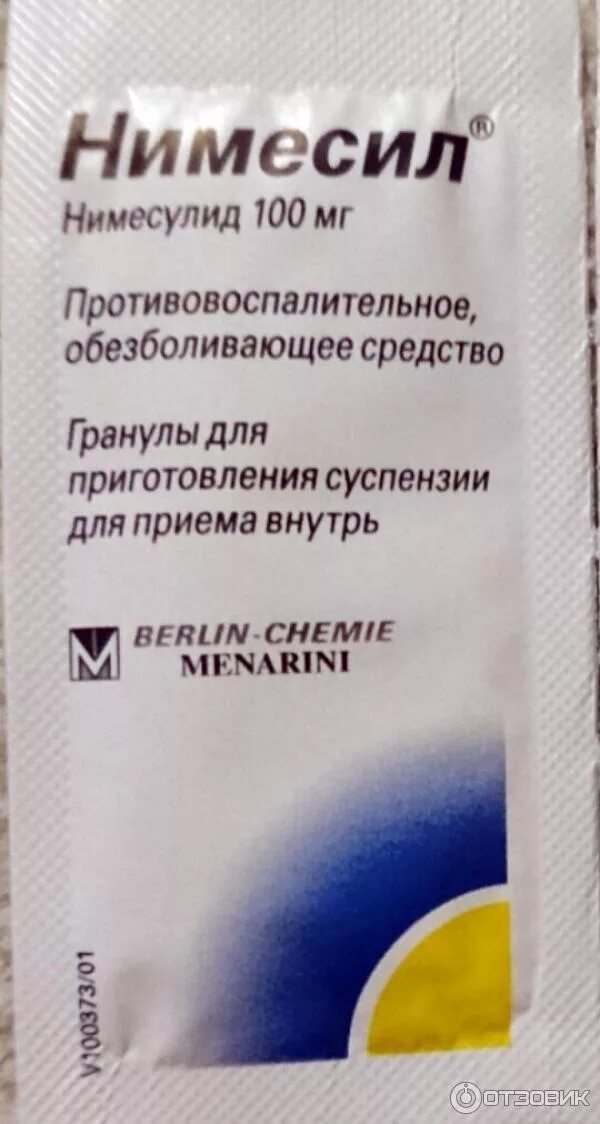 Нимесил®
Нимесулид 100 мг
Противовоспалительное,
обезболивающее средство
Гранулы для
приготовления суспензии
для приема внутрь
BERLIN-CHEMIE
MENARINI
V100373/01
ОТЗОВИК